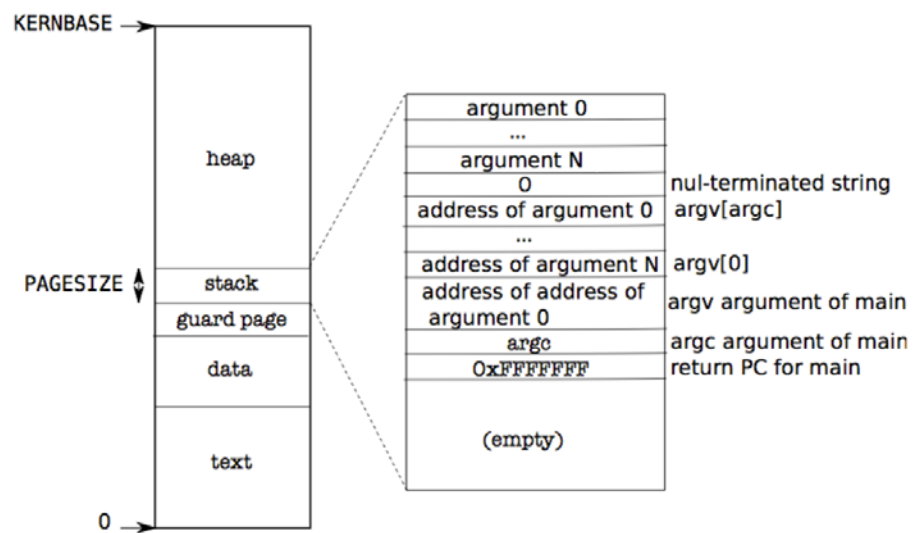 KERNBASE
heap
PAGESIZE
stack
guard page
data
text
0
argument 0
...
argument N
0 nul-terminated string
address of argument 0 argv[argc]
...
address of argument N argv[0]
address of address of
argument 0 argv argument of main
argc argc argument of main
0xFFFFFFF return PC for main
(empty)